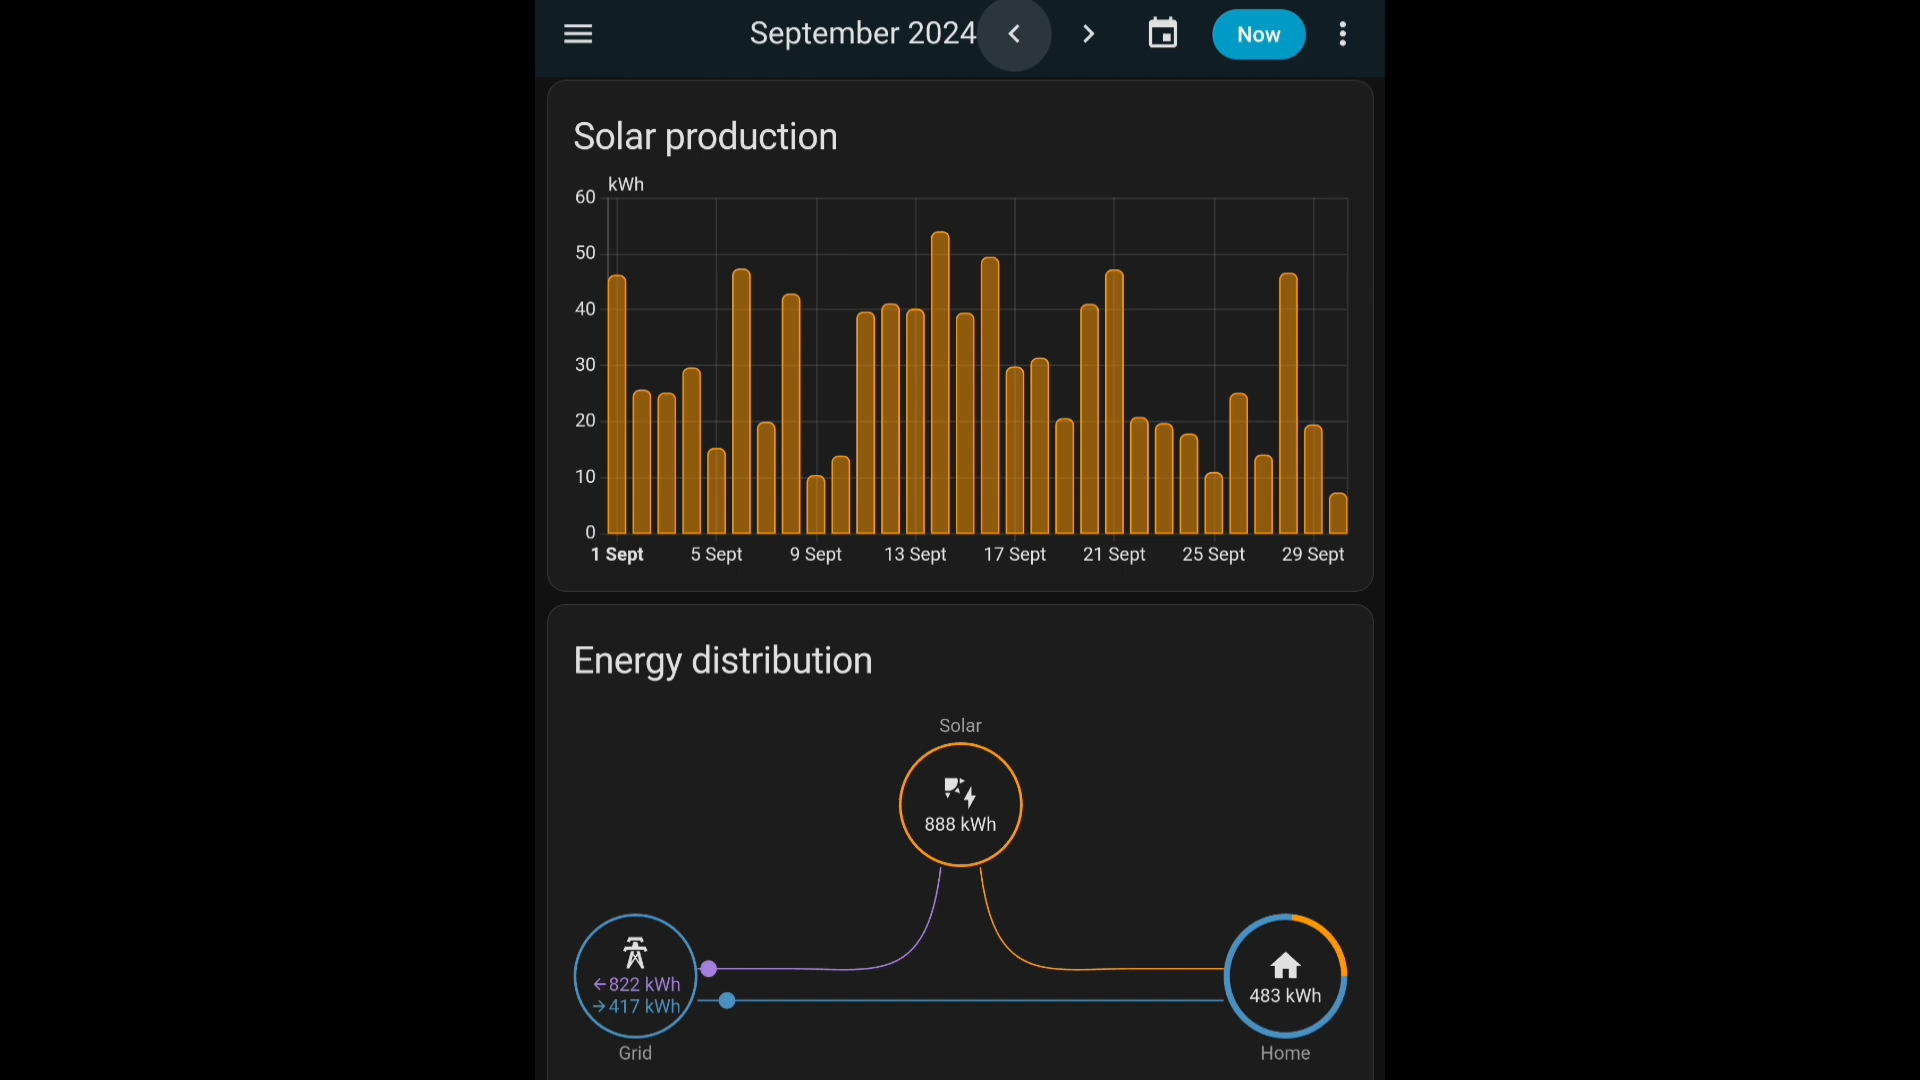 September 2024
Now
Solar production
kWh
60
50
40
30
20
10
0
1 Sept 5 Sept 9 Sept 13 Sept 17 Sept 21 Sept 25 Sept 29 Sept
Energy distribution
Solar
888 kWh
←822 kWh
→417 kWh
Grid
483 kWh
Home